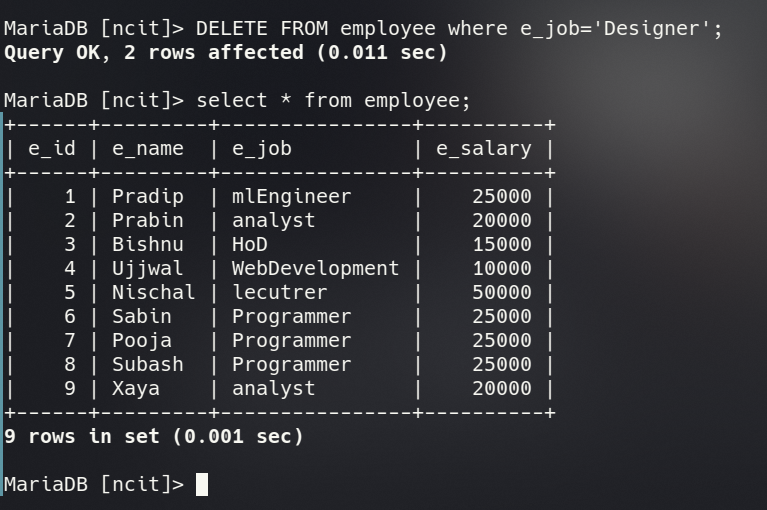 MariaDB [ncit]> DELETE FROM employee where e_job='Designer';
Query OK, 2 rows affected (0.011 sec)
MariaDB [ncit]> select * from employee;
+------+---------+----------------+----------+
| e_id | e_name  | e_job          | e_salary |
+------+---------+----------------+----------+
|    1 | Pradip  | mlEngineer     |    25000 |
|    2 | Prabin  | analyst        |    20000 |
|    3 | Bishnu  | HoD            |    15000 |
|    4 | Ujjwal  | WebDevelopment |    10000 |
|    5 | Nischal | lecutrer       |    50000 |
|    6 | Sabin   | Programmer     |    25000 |
|    7 | Pooja   | Programmer     |    25000 |
|    8 | Subash  | Programmer     |    25000 |
|    9 | Xaya    | analyst        |    20000 |
+------+---------+----------------+----------+
9 rows in set (0.001 sec)
MariaDB [ncit]>